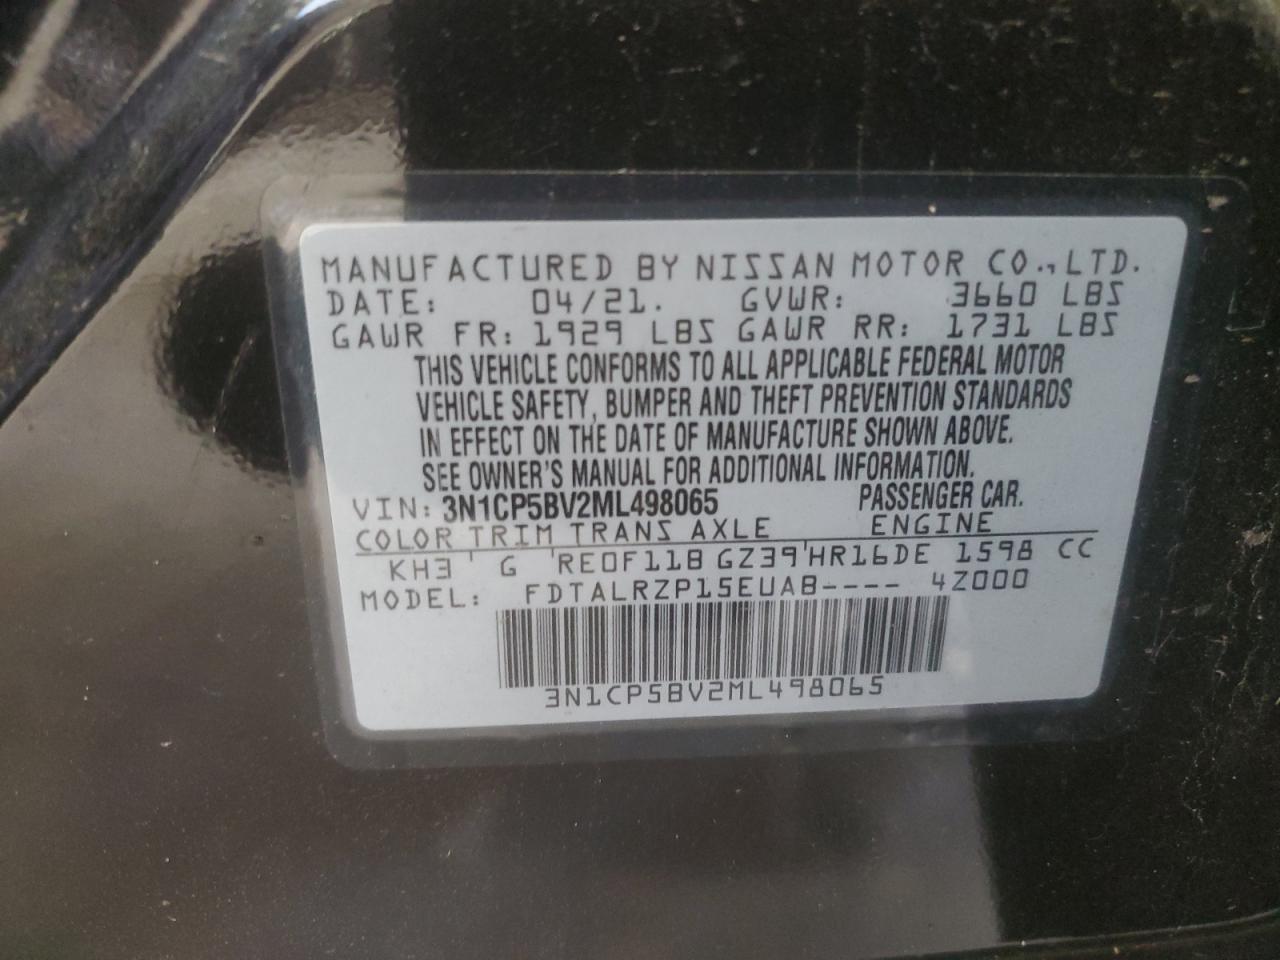 MANUFACTURED BY NISSAN MOTOR CO.,LTD.
DATE: 04/21. GVWR: 3660 LBS
GAWR FR: 1929 LBS GAWR RR: 1731 LBS
THIS VEHICLE CONFORMS TO ALL APPLICABLE FEDERAL MOTOR
VEHICLE SAFETY, BUMPER AND THEFT PREVENTION STANDARDS
IN EFFECT ON THE DATE OF MANUFACTURE SHOWN ABOVE.
SEE OWNER'S MANUAL FOR ADDITIONAL INFORMATION.
VIN: 3N1CP5BV2ML498065 PASSENGER CAR.
COLOR TRIM TRANS AXLE ENGINE
KH3 G RE0F11B GZ39 HR16DE 1598 CC
MODEL: FDTALRZP15EUAB---- 4Z000
3N1CP5BV2ML498065